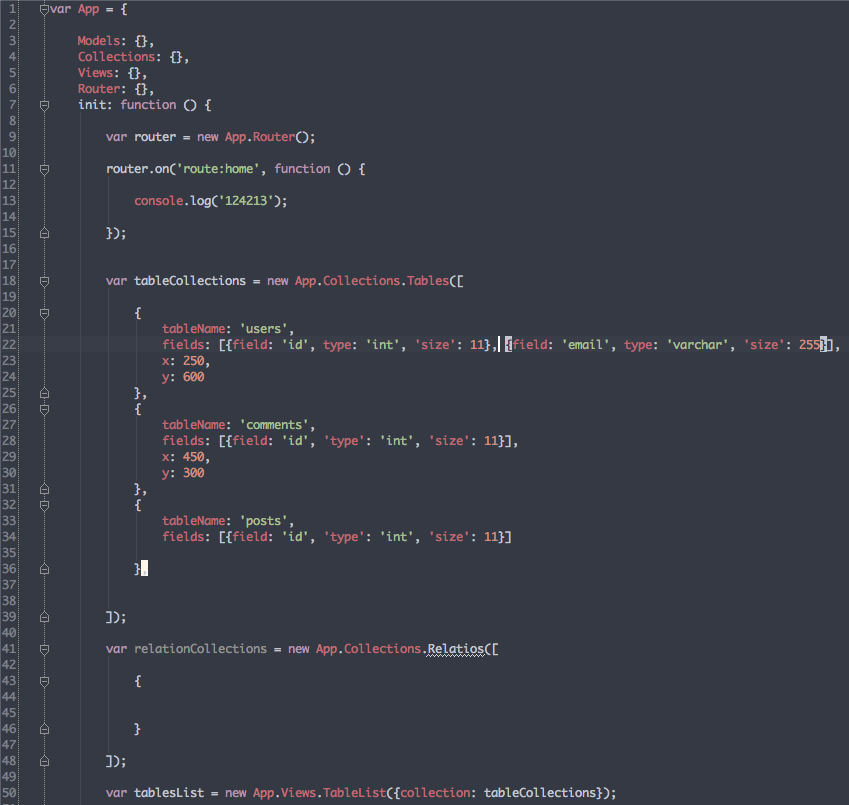 1 var App = {
2
3 Models: {},
4 Collections: {},
5 Views: {},
6 Router: {},
7 init: function () {
8
9 var router = new App.Router();
10
11 router.on('route:home', function () {
12
13 console.log('124213');
14
15 });
16
17
18 var tableCollections = new App.Collections.Tables([
19
20 {
21 tableName: 'users',
22 fields: [{field: 'id', type: 'int', 'size': 11}, {field: 'email', type: 'varchar', 'size': 255}],
23 x: 250,
24 y: 600
25 },
26 {
27 tableName: 'comments',
28 fields: [{field: 'id', 'type': 'int', 'size': 11}],
29 x: 450,
30 y: 300
31 },
32 {
33 tableName: 'posts',
34 fields: [{field: 'id', 'type': 'int', 'size': 11}]
35
36 },
37
38
39 ]);
40
41 var relationCollections = new App.Collections.Relatios([
42
43 {
44
45
46 }
47
48 ]);
49
50 var tablesList = new App.Views.TableList({collection: tableCollections});